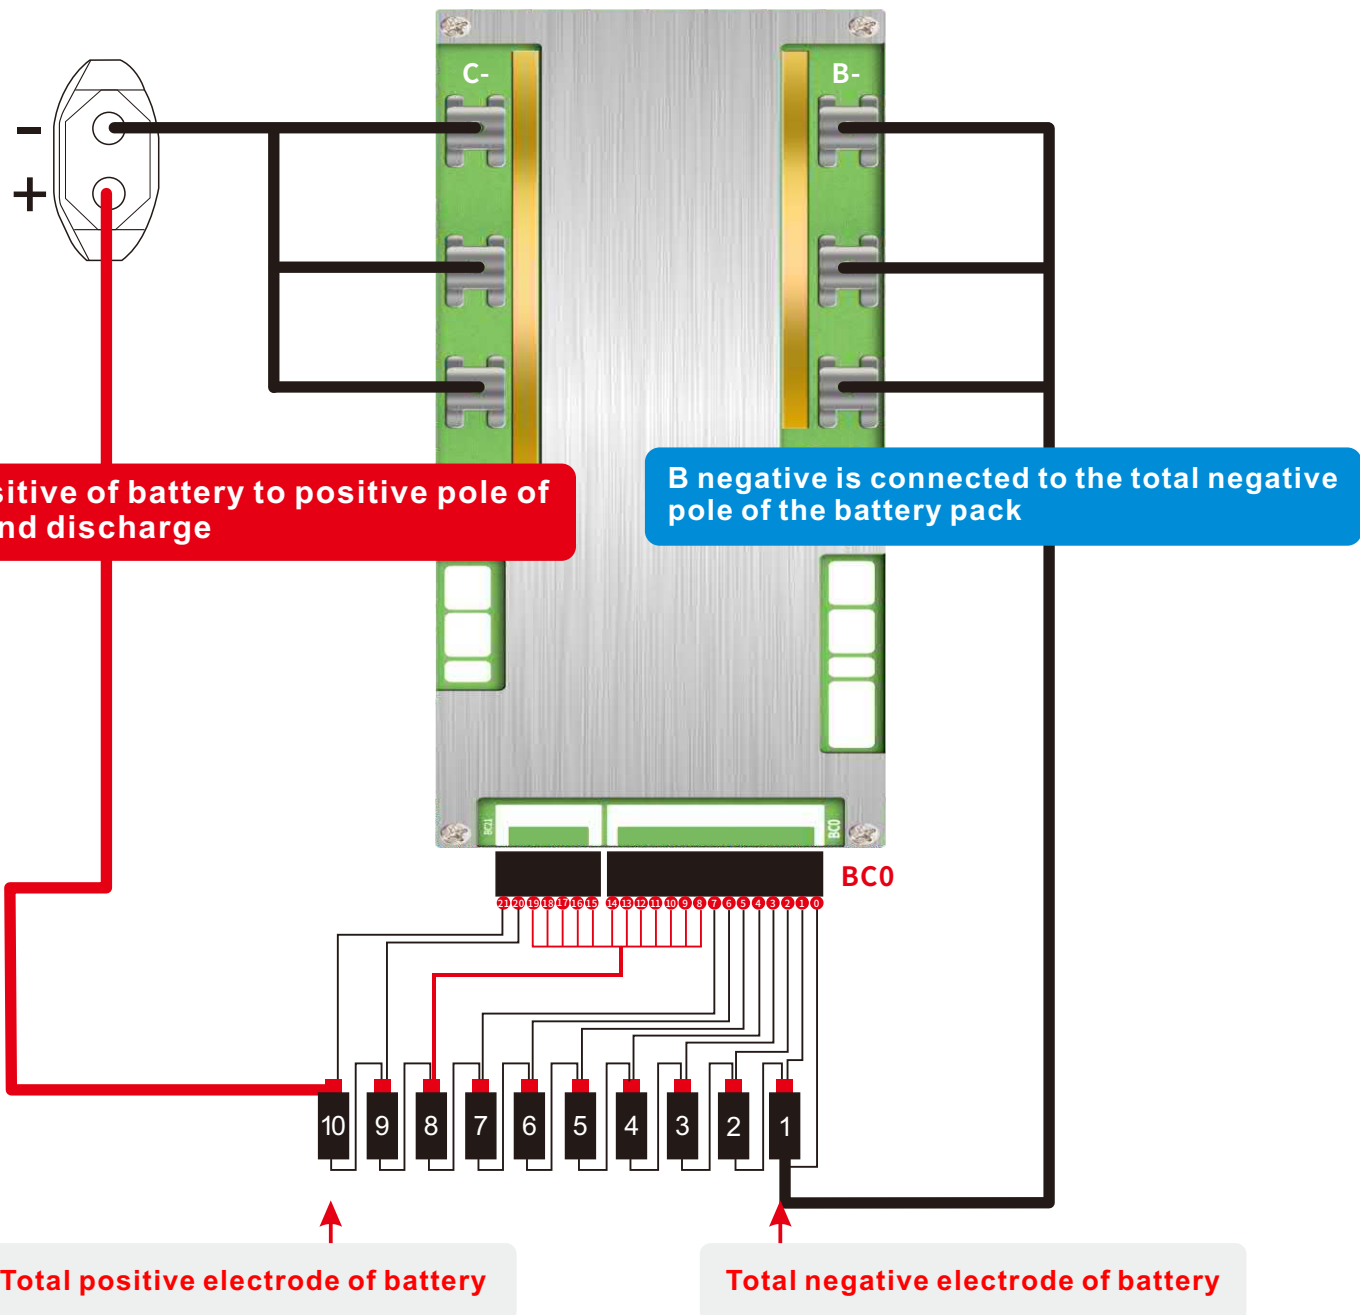 C-
B-
-
+
sitive of battery to positive pole of
nd discharge
B negative is connected to the total negative
pole of the battery pack
BC21
BC0
BC0
21 20 19 18 17 16 15 14 13 12 11 10 9 8 7 6 5 4 3 2 1 0
10 9 8 7 6 5 4 3 2 1
Total positive electrode of battery
Total negative electrode of battery